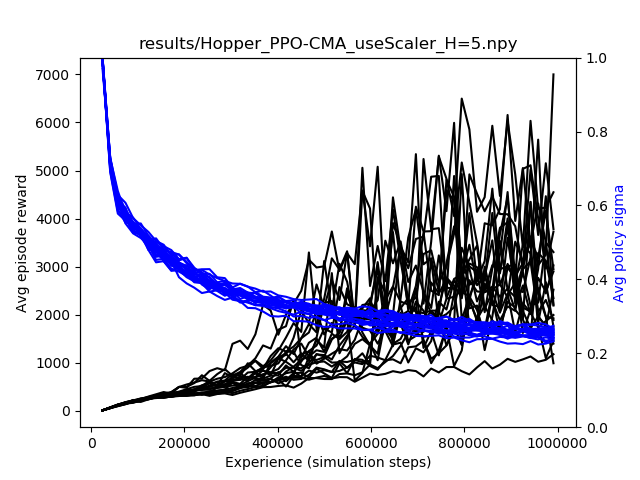 results/Hopper_PPO-CMA_useScaler_H=5.npy
7000
6000
5000
4000
3000
2000
1000
0
Avg episode reward
1.0
0.8
0.6
0.4
0.2
0.0
Avg policy sigma
0 200000 400000 600000 800000 1000000
Experience (simulation steps)